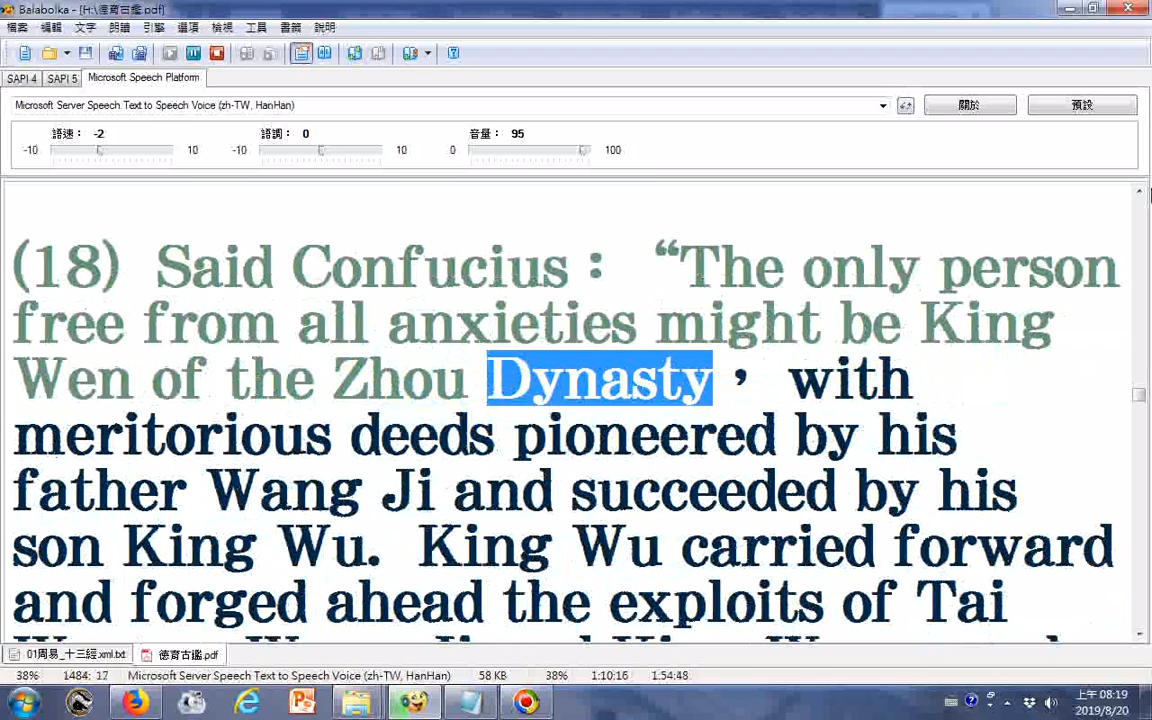 Balabolka - [H:\德育古鑑.pdf]
檔案 編輯 文字 朗讀 引擎 選項 檢視 工具 書籤 說明
SAPI 4 SAPI 5 Microsoft Speech Platform
Microsoft Server Speech Text to Speech Voice (zh-TW, HanHan) 關於 預設
語速： -2 語調： 0 音量： 95
-10 10 -10 10 0 100
(18) Said Confucius： “The only person
free from all anxieties might be King
Wen of the Zhou Dynasty， with
meritorious deeds pioneered by his
father Wang Ji and succeeded by his
son King Wu. King Wu carried forward
and forged ahead the exploits of Tai
01周易_十三經.xml.txt 德育古鑑.pdf
38% 1484: 17 Microsoft Server Speech Text to Speech Voice (zh-TW, HanHan) 58 KB 38% 1:10:16 1:54:48
上午 08:19
2019/8/20